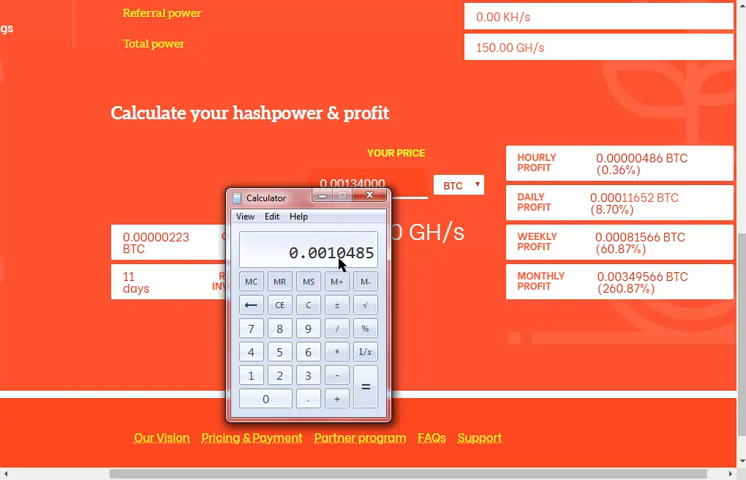 Referral power
0.00 KH/s
gs
Total power
150.00 GH/s
Calculate your hashpower & profit
YOUR PRICE
0.00134000
BTC
HOURLY PROFIT
0.00000486 BTC
(0.36%)
DAILY PROFIT
0.00011652 BTC
(8.70%)
WEEKLY PROFIT
0.00081566 BTC
(60.87%)
MONTHLY PROFIT
0.00349566 BTC
(260.87%)
0.00000223
BTC
0 GH/s
11
days
Calculator
View Edit Help
0.0010485
MC MR MS M+ M-
← CE C ± √
7 8 9 / %
4 5 6 * 1/x
1 2 3 - =
0 . +
Our Vision Pricing & Payment Partner program FAQs Support